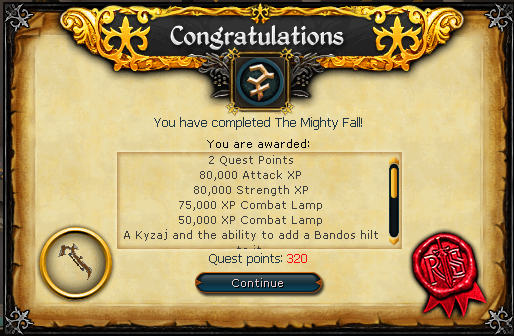 Congratulations
You have completed The Mighty Fall!
You are awarded:
2 Quest Points
80,000 Attack XP
80,000 Strength XP
75,000 XP Combat Lamp
50,000 XP Combat Lamp
A Kyzaj and the ability to add a Bandos hilt
to it
Quest points: 320
Continue